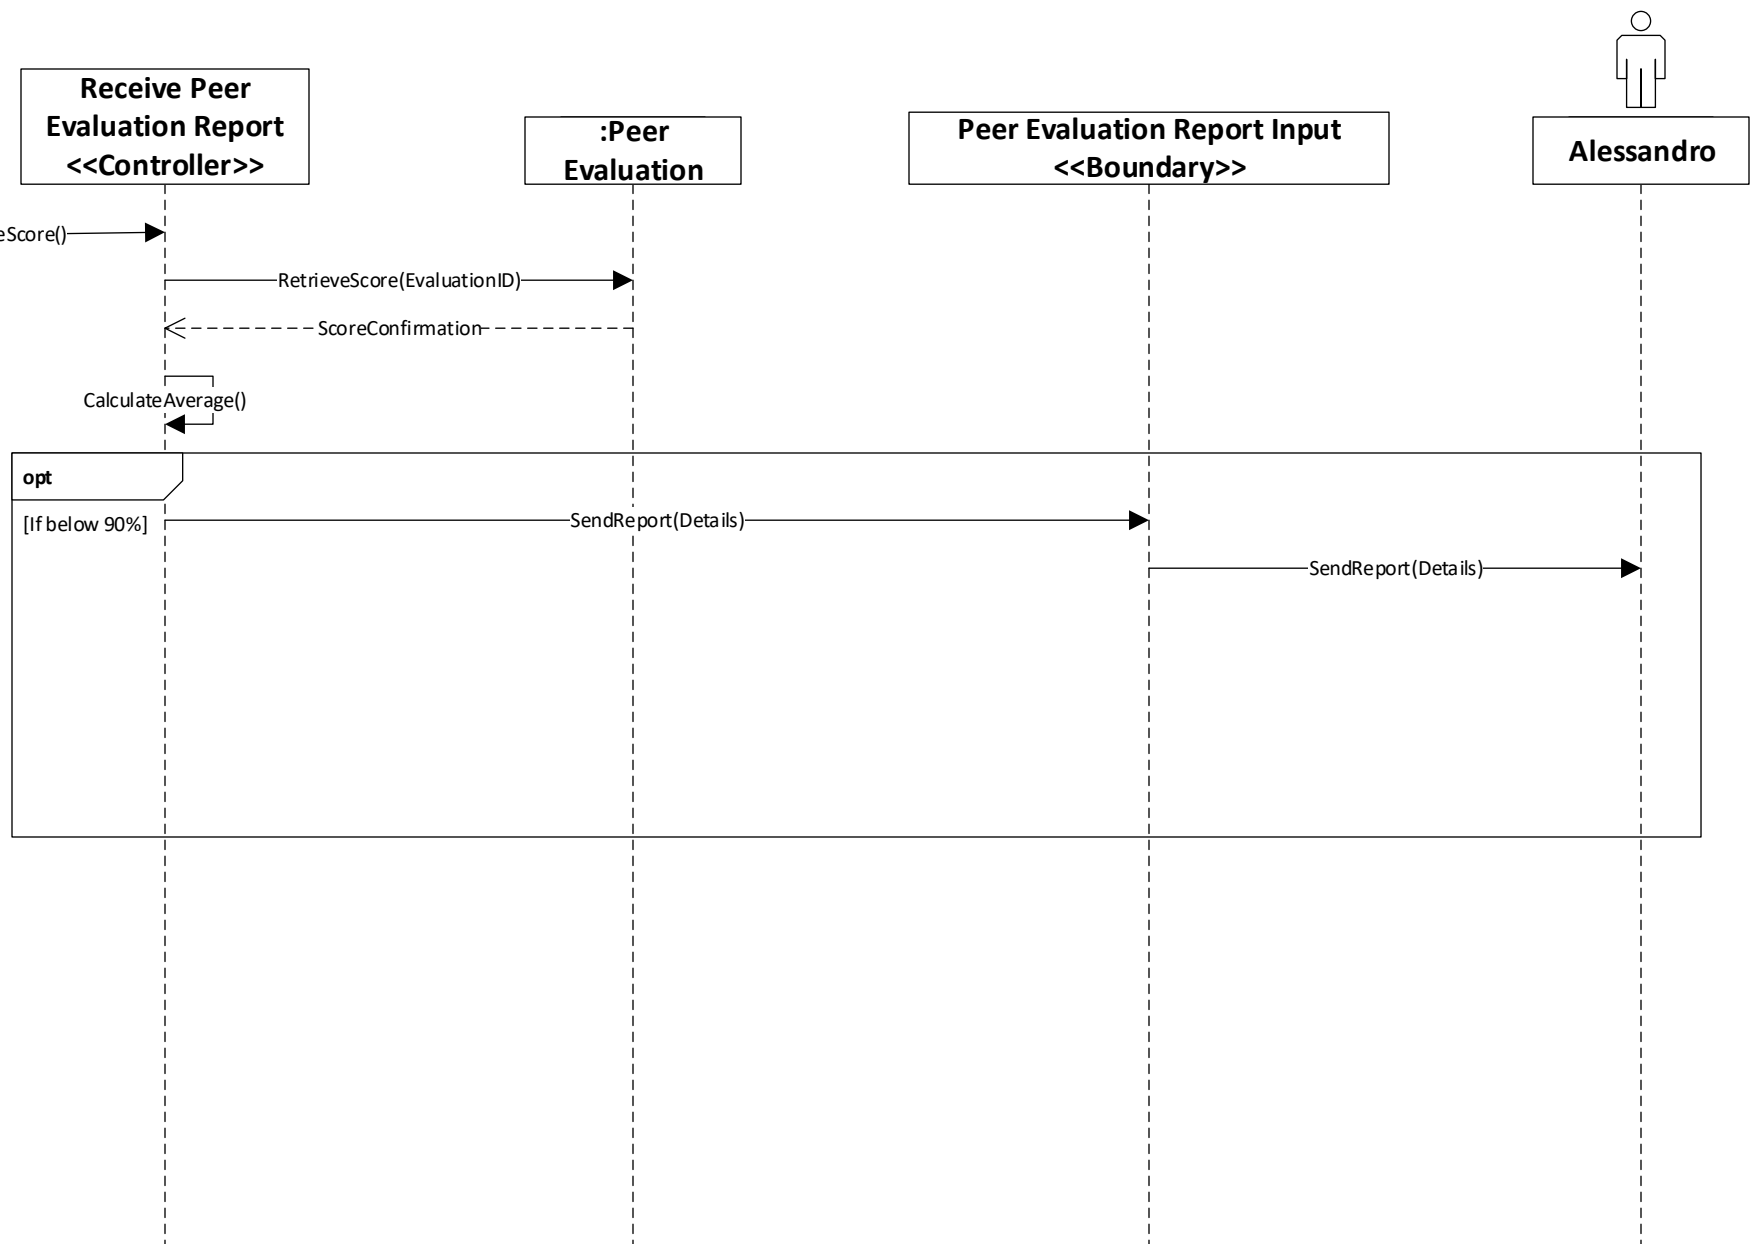 Receive Peer
Evaluation Report
<<Controller>>
:Peer
Evaluation
Peer Evaluation Report Input
<<Boundary>>
Alessandro
eScore()
RetrieveScore(EvaluationID)
ScoreConfirmation
CalculateAverage()
opt
[If below 90%]
SendReport(Details)
SendReport(Details)